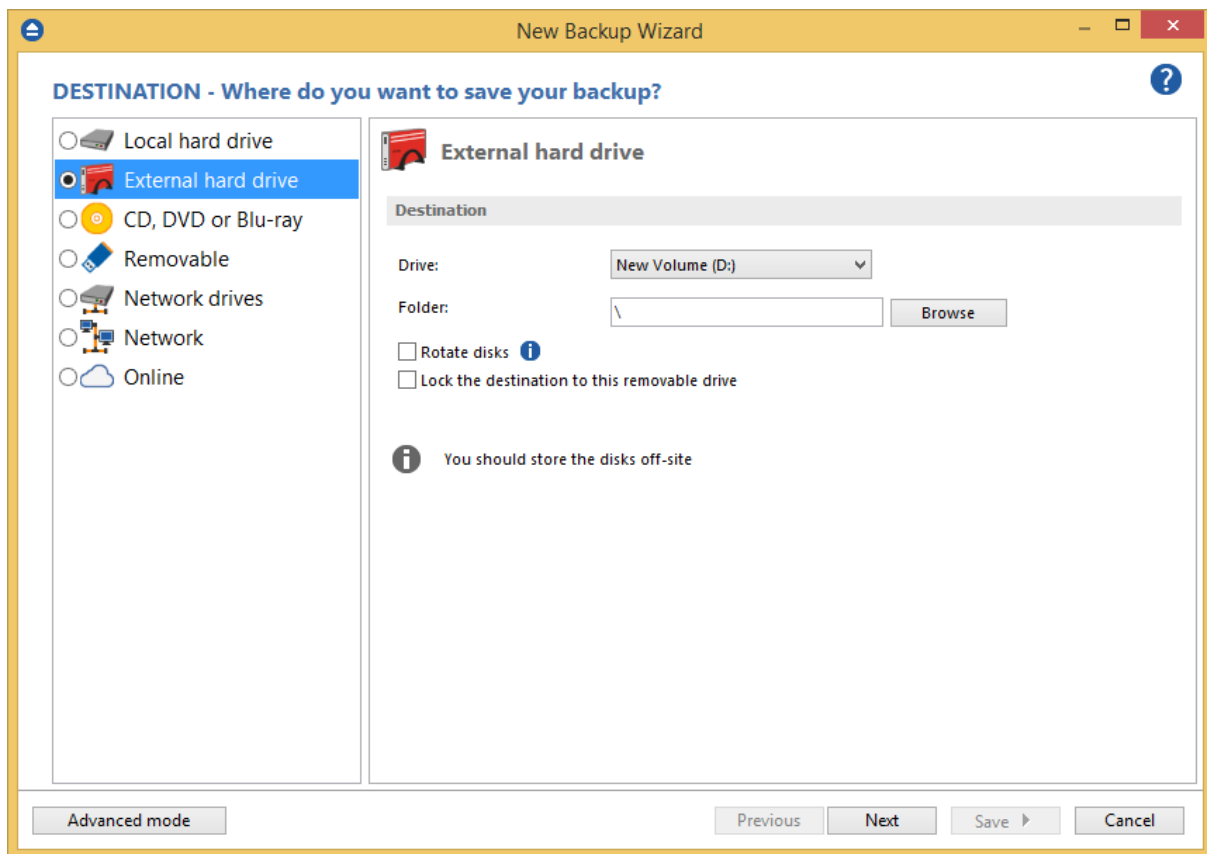 New Backup Wizard
DESTINATION - Where do you want to save your backup?
Local hard drive
External hard drive
CD, DVD or Blu-ray
Removable
Network drives
Network
Online
External hard drive
Destination
Drive: New Volume (D:)
Folder: \ Browse
Rotate disks
Lock the destination to this removable drive
You should store the disks off-site
Advanced mode Previous Next Save Cancel